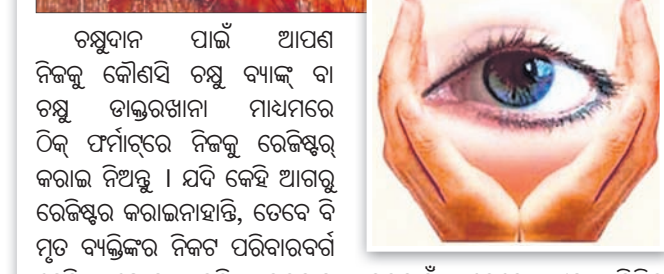 ଚକ୍ଷୁଦାନ ପାଇଁ ଆପଣ
ନିଜକୁ କୌଣସି ଚକ୍ଷୁ ବ୍ୟାଙ୍କ୍ ବା
ଚକ୍ଷୁ ଡାକ୍ତରଖାନା ମାଧ୍ୟମରେ
ଠିକ୍ ଫର୍ମାଟ୍‌ରେ ନିଜକୁ ରେଜିଷ୍ଟର୍
କରାଇ ନିଅନ୍ତୁ । ଯଦି କେହି ଆଗରୁ
ରେଜିଷ୍ଟର କରାଇନାହାନ୍ତି, ତେବେ ବି
ମୃତ ବ୍ୟକ୍ତିଙ୍କର ନିକଟ ପରିବାରବର୍ଗ